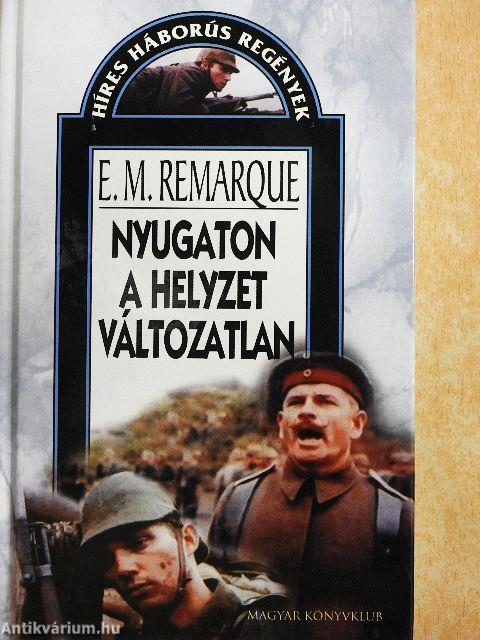 HÍRES HÁBORÚS REGÉNYEK
E. M. REMARQUE
NYUGATON
A HELYZET
VÁLTOZATLAN
MAGYAR KÖNYVKLUB
Antikvárium.hu